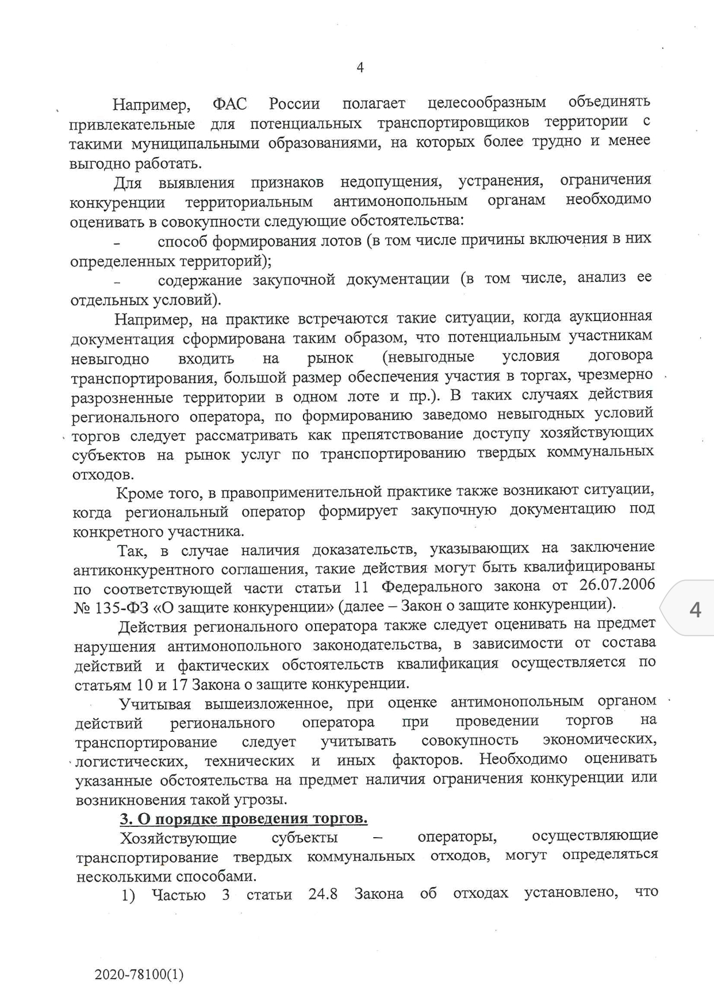 4
Например, ФАС России полагает целесообразным объединять
привлекательные для потенциальных транспортировщиков территории с
такими муниципальными образованиями, на которых более трудно и менее
выгодно работать.
Для выявления признаков недопущения, устранения, ограничения
конкуренции территориальным антимонопольным органам необходимо
оценивать в совокупности следующие обстоятельства:
- способ формирования лотов (в том числе причины включения в них
определенных территорий);
- содержание закупочной документации (в том числе, анализ ее
отдельных условий).
Например, на практике встречаются такие ситуации, когда аукционная
документация сформирована таким образом, что потенциальным участникам
невыгодно входить на рынок (невыгодные условия договора
транспортирования, большой размер обеспечения участия в торгах, чрезмерно
разрозненные территории в одном лоте и пр.). В таких случаях действия
регионального оператора, по формированию заведомо невыгодных условий
торгов следует рассматривать как препятствование доступу хозяйствующих
субъектов на рынок услуг по транспортированию твердых коммунальных
отходов.
Кроме того, в правоприменительной практике также возникают ситуации,
когда региональный оператор формирует закупочную документацию под
конкретного участника.
Так, в случае наличия доказательств, указывающих на заключение
антиконкурентного соглашения, такие действия могут быть квалифицированы
по соответствующей части статьи 11 Федерального закона от 26.07.2006
№ 135-ФЗ «О защите конкуренции» (далее – Закон о защите конкуренции).
Действия регионального оператора также следует оценивать на предмет
нарушения антимонопольного законодательства, в зависимости от состава
действий и фактических обстоятельств квалификация осуществляется по
статьям 10 и 17 Закона о защите конкуренции.
Учитывая вышеизложенное, при оценке антимонопольным органом
действий регионального оператора при проведении торгов на
транспортирование следует учитывать совокупность экономических,
логистических, технических и иных факторов. Необходимо оценивать
указанные обстоятельства на предмет наличия ограничения конкуренции или
возникновения такой угрозы.
3. О порядке проведения торгов.
Хозяйствующие субъекты – операторы, осуществляющие
транспортирование твердых коммунальных отходов, могут определяться
несколькими способами.
1) Частью 3 статьи 24.8 Закона об отходах установлено, что
2020-78100(1)
4